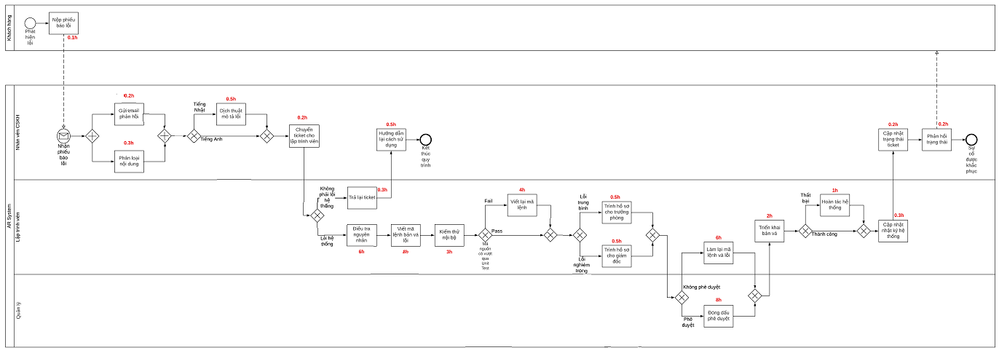 Khách hàng
Phát
hiện
lỗi
Nộp phiếu
báo lỗi
0.1h
AR System
Nhân viên CSKH
Nhận
phiếu
báo
lỗi
0.2h
Gửi email
phản hồi
0.3h
Phân loại
nội dung
Tiếng
Nhật
Tiếng Anh
0.5h
Dịch thuật
mô tả lỗi
0.2h
Chuyển
ticket cho
lập trình viên
0.5h
Hướng dẫn
lại cách sử
dụng
Kết
thúc
quy
trình
0.2h
Cập nhật
trạng thái
ticket
0.2h
Phản hồi
trạng thái
Sự
cố
được
khắc
phục
Lập trình viên
Không
phải lỗi
hệ
thống
Lỗi hệ
thống
Trả lại ticket
0.3h
Điều tra
nguyên
nhân
6h
Viết mã
lệnh bản vá
lỗi
8h
Kiểm thử
nội bộ
3h
Fail
Pass
Mã
nguồn
có vượt
qua
Unit
Test
4h
Viết lại mã
lệnh
Lỗi
trung
bình
Lỗi
nghiêm
trọng
0.5h
Trình hồ sơ
cho trưởng
phòng
0.5h
Trình hồ sơ
cho giám
đốc
6h
Làm lại mã
lệnh vá lỗi
2h
Triển khai
bản vá
Thất
bại
Thành công
1h
Hoàn tác hệ
thống
0.3h
Cập nhật
nhật ký hệ
thống
Quản lý
Không phê duyệt
Phê
duyệt
8h
Đóng dấu
phê duyệt